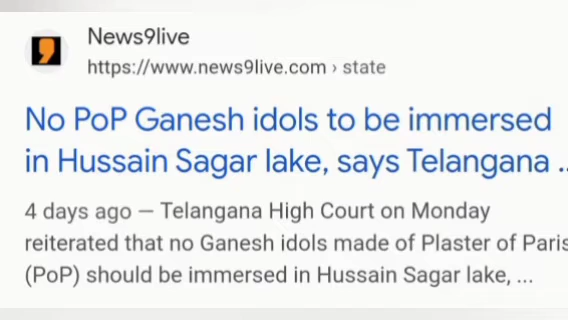 News9live
https://www.news9live.com › state
No PoP Ganesh idols to be immersed
in Hussain Sagar lake, says Telangana ..
4 days ago — Telangana High Court on Monday
reiterated that no Ganesh idols made of Plaster of Paris
(PoP) should be immersed in Hussain Sagar lake, ...